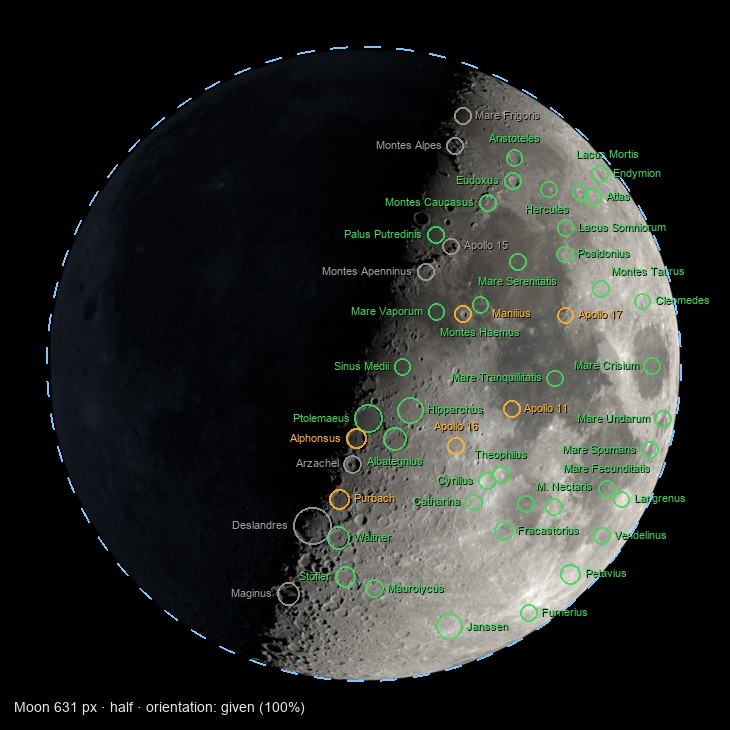 Mare Frigoris
Aristoteles
Montes Alpes
Lacus Mortis
Endymion
Eudoxus
Atlas
Montes Caucasus
Hercules
Lacus Somniorum
Palus Putredinis
Apollo 15
Posidonius
Montes Apenninus
Montes Taurus
Mare Serenitatis
Cleomedes
Mare Vaporum
Manilius
Apollo 17
Montes Haemus
Sinus Medii
Mare Crisium
Mare Tranquillitatis
Hipparchus
Apollo 11
Ptolemaeus
Mare Undarum
Apollo 16
Alphonsus
Mare Spumans
Theophilus
Arzachel
Albategnius
Mare Fecunditatis
Cyrillus
M. Nectaris
Purbach
Catharina
Langrenus
Deslandres
Fracastorius
Walther
Vendelinus
Stöfler
Petavius
Maurolycus
Maginus
Furnerius
Janssen
Moon 631 px · half · orientation: given (100%)